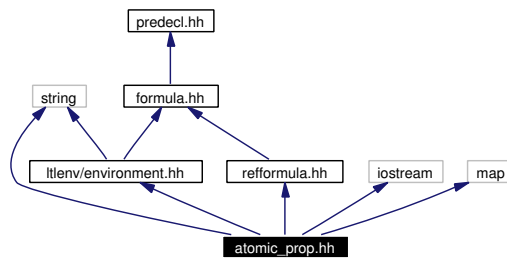 predecl.hh
string
formula.hh
ltlenv/environment.hh
refformula.hh
iostream
map
atomic_prop.hh